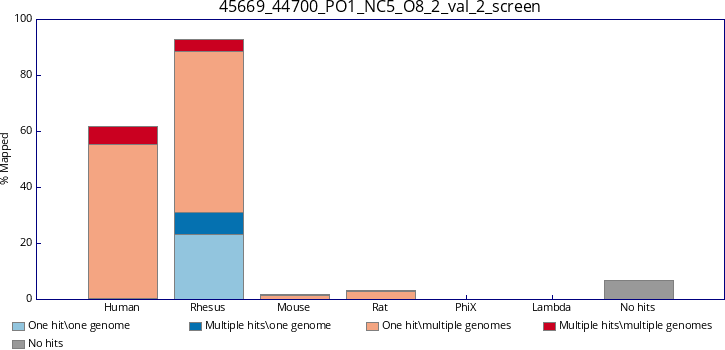 45669_44700_PO1_NC5_O8_2_val_2_screen
100
80
60
40
20
0
% Mapped
Human Rhesus Mouse Rat PhiX Lambda No hits
One hit\one genome Multiple hits\one genome One hit\multiple genomes Multiple hits\multiple genomes
No hits